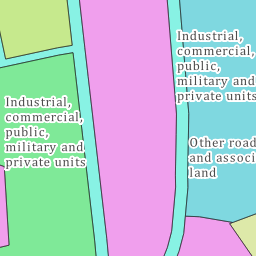 Industrial,
commercial,
public,
military and
private units
Industrial,
commercial,
public,
military and
private units
Other road
and associ
land